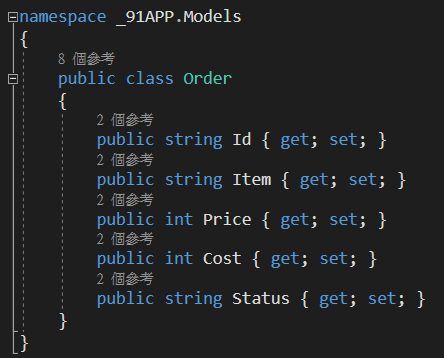 namespace _91APP.Models
{
8 個參考
public class Order
{
2 個參考
public string Id { get; set; }
2 個參考
public string Item { get; set; }
2 個參考
public int Price { get; set; }
2 個參考
public int Cost { get; set; }
2 個參考
public string Status { get; set; }
}
}